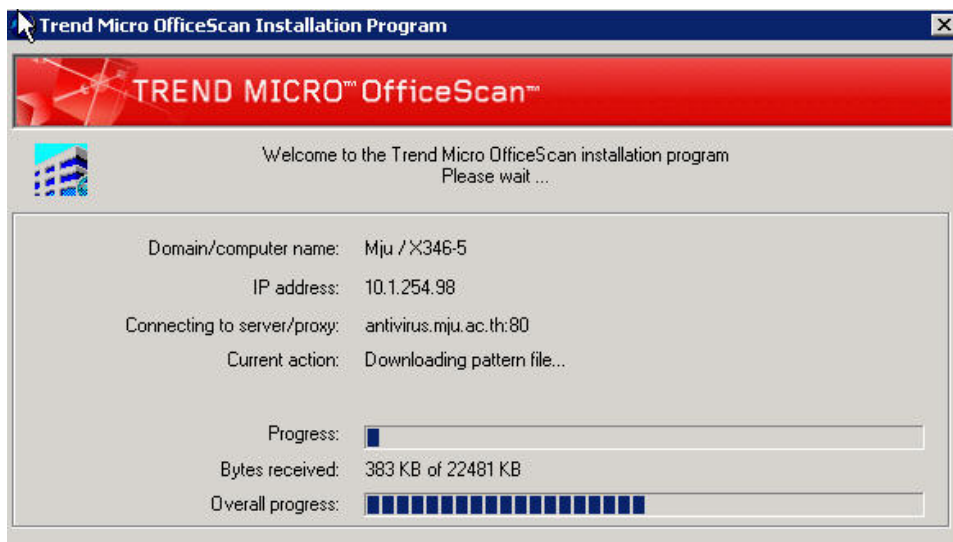 Trend Micro OfficeScan Installation Program
TREND MICRO™ OfficeScan™
Welcome to the Trend Micro OfficeScan installation program
Please wait ...
Domain/computer name: Mju / X346-5
IP address: 10.1.254.98
Connecting to server/proxy: antivirus.mju.ac.th:80
Current action: Downloading pattern file...
Progress:
Bytes received: 383 KB of 22481 KB
Overall progress: